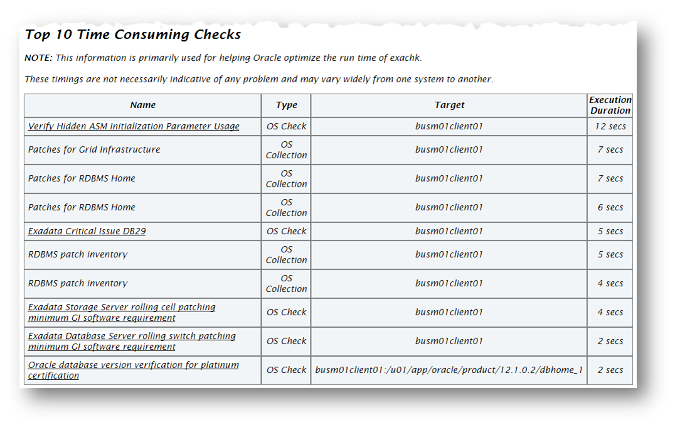 Top 10 Time Consuming Checks
NOTE: This information is primarily used for helping Oracle optimize the run time of exachk.
These timings are not necessarily indicative of any problem and may vary widely from one system to another.
Name Type Target Execution Duration
Verify Hidden ASM Initialization Parameter Usage OS Check busm01client01 12 secs
Patches for Grid Infrastructure OS Collection busm01client01 7 secs
Patches for RDBMS Home OS Collection busm01client01 7 secs
Patches for RDBMS Home OS Collection busm01client01 6 secs
Exadata Critical Issue DB29 OS Check busm01client01 5 secs
RDBMS patch inventory OS Collection busm01client01 5 secs
RDBMS patch inventory OS Collection busm01client01 4 secs
Exadata Storage Server rolling cell patching
minimum GI software requirement OS Check busm01client01 4 secs
Exadata Database Server rolling switch patching
minimum GI software requirement OS Check busm01client01 2 secs
Oracle database version verification for platinum
certification OS Check busm01client01:/u01/app/oracle/product/12.1.0.2/dbhome_1 2 secs